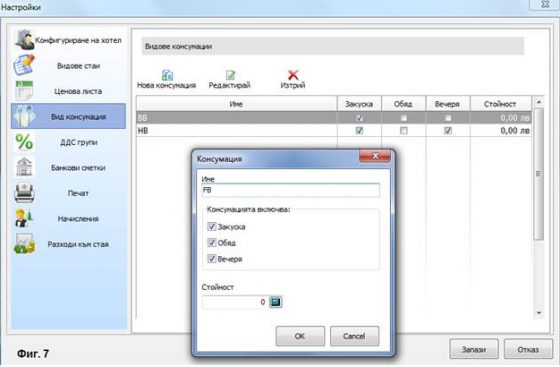 Настройки
Конфигуриране на хотел
Видове стаи
Ценова листа
Вид консумация
ДДС групи
Банкови сметки
Печат
Начисления
Разходи към стая
Видове консумации
Нова консумация Редактирай Изтрий
Име Закуска Обяд Вечеря Стойност
BB 0,00 лв
HB 0,00 лв
Консумация
Име
FB
Консумацията включва:
Закуска
Обяд
Вечеря
Стойност
0
OK Cancel
Фиг. 7
Запази Отказ